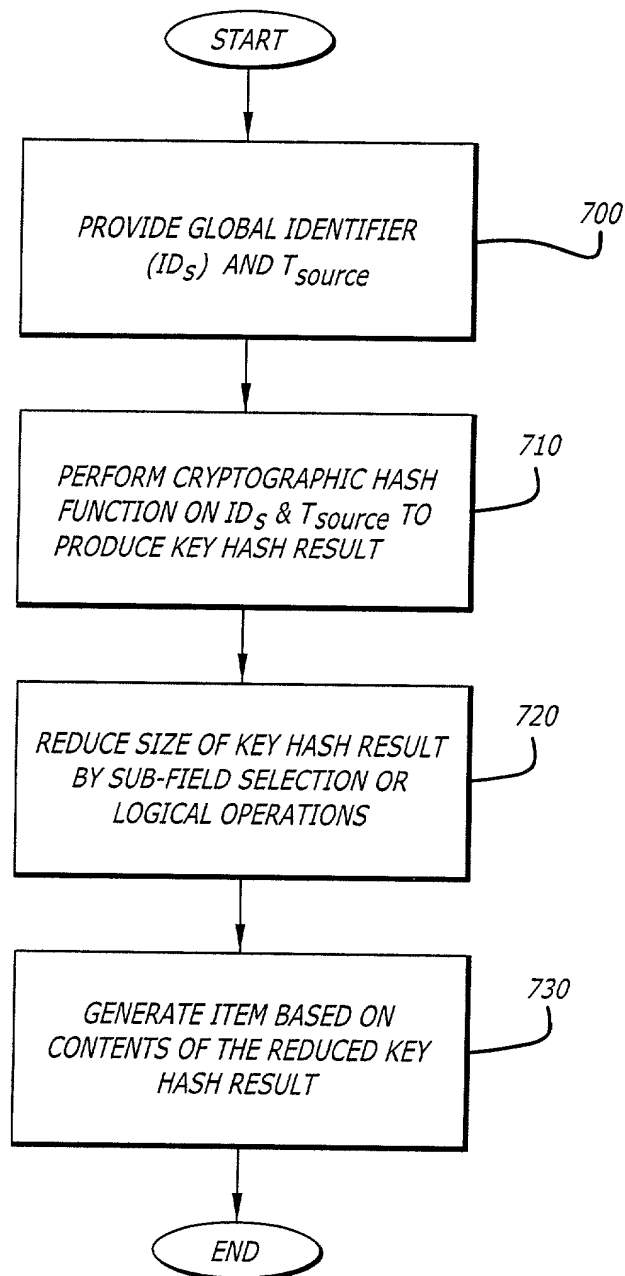 START
PROVIDE GLOBAL IDENTIFIER
(IDS) AND Tsource
700
PERFORM CRYPTOGRAPHIC HASH
FUNCTION ON IDS & Tsource TO
PRODUCE KEY HASH RESULT
710
REDUCE SIZE OF KEY HASH RESULT
BY SUB-FIELD SELECTION OR
LOGICAL OPERATIONS
720
GENERATE ITEM BASED ON
CONTENTS OF THE REDUCED KEY
HASH RESULT
730
END